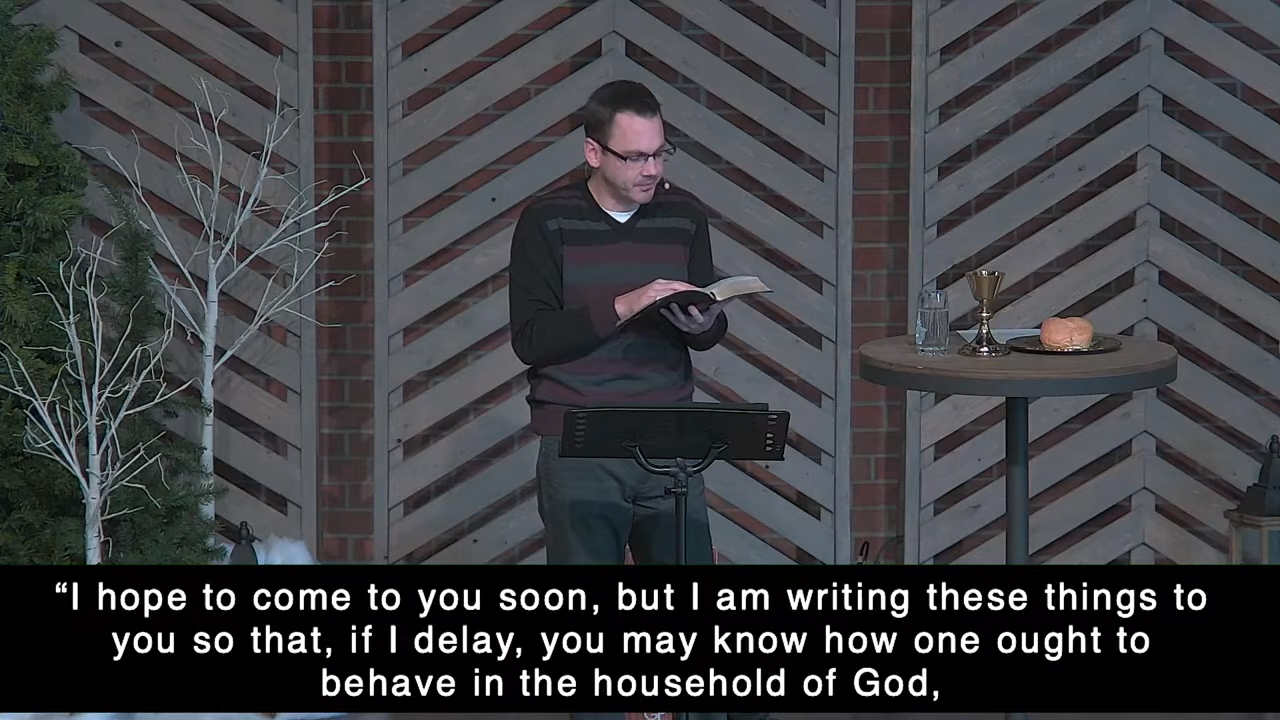 “I hope to come to you soon, but I am writing these things to
you so that, if I delay, you may know how one ought to
behave in the household of God,